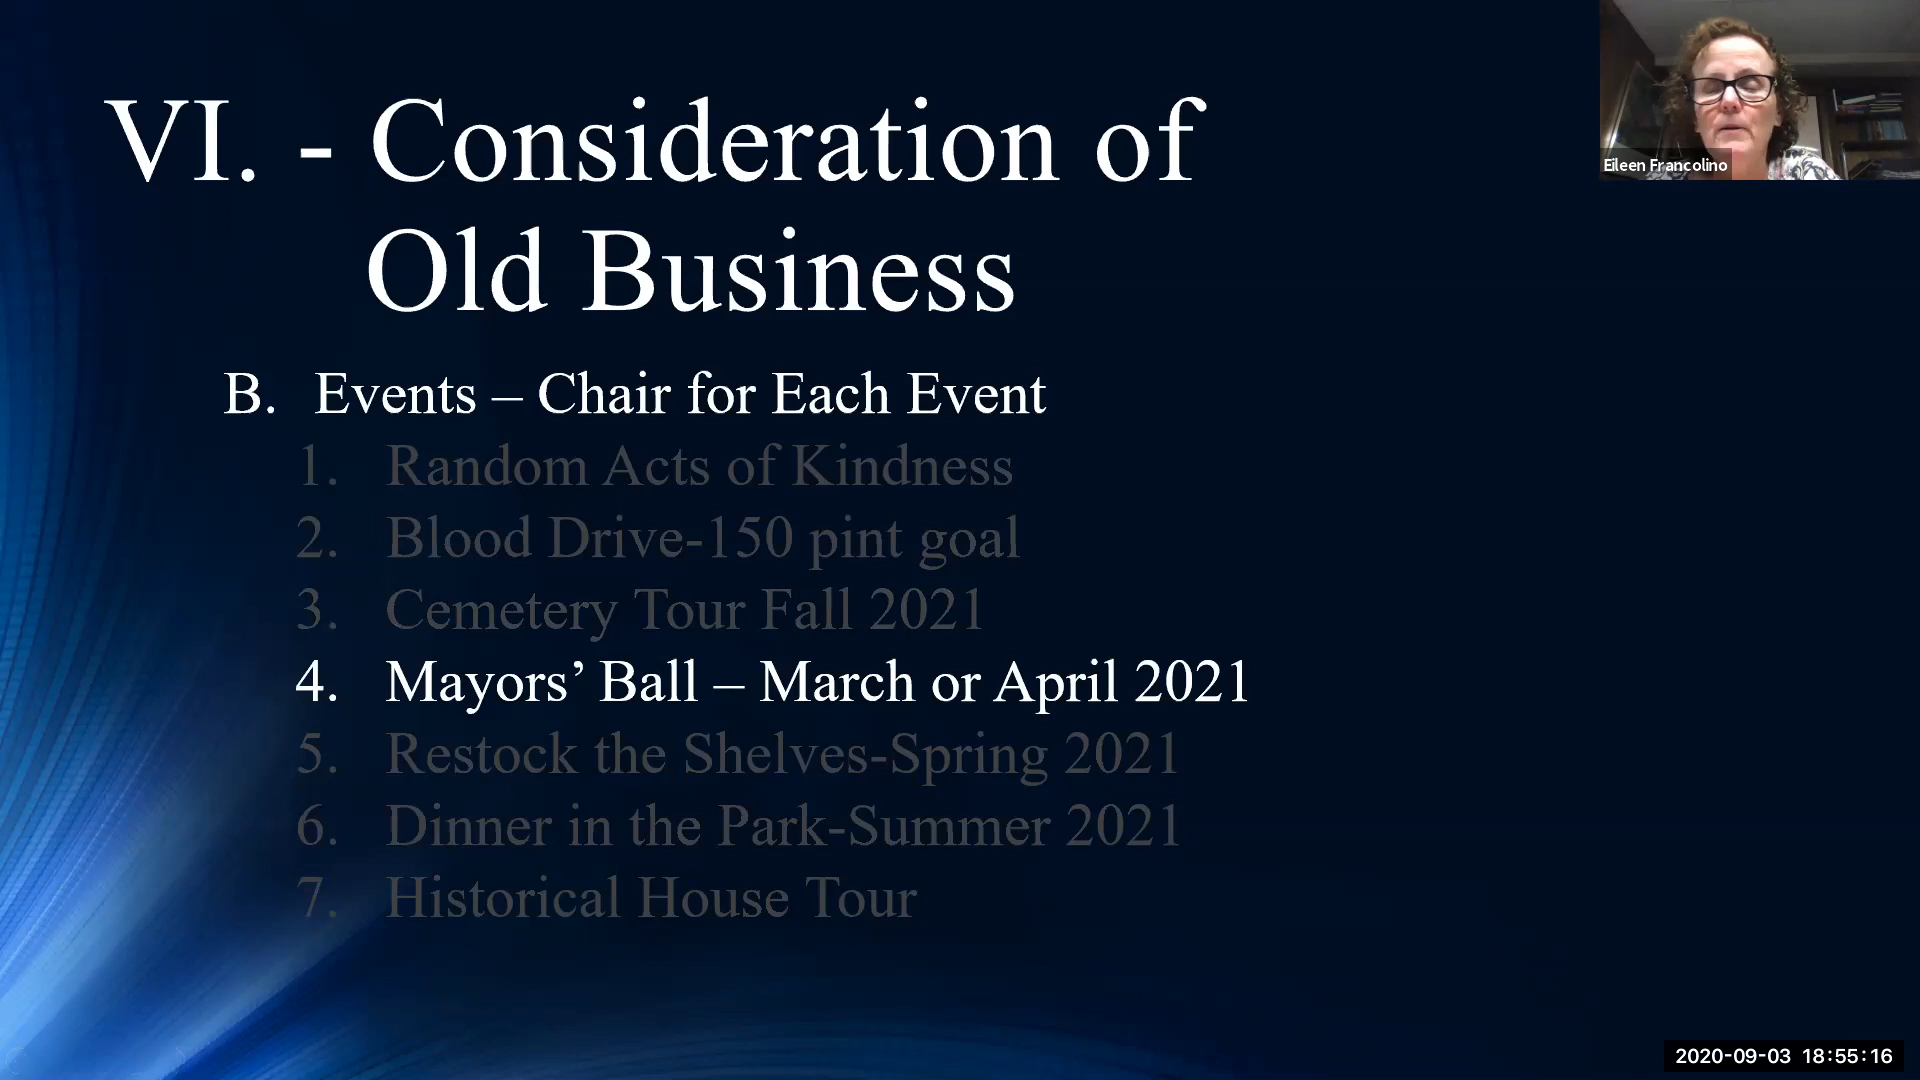 VI. - Consideration of
Old Business
B. Events – Chair for Each Event
1. Random Acts of Kindness
2. Blood Drive-150 pint goal
3. Cemetery Tour Fall 2021
4. Mayors’ Ball – March or April 2021
5. Restock the Shelves-Spring 2021
6. Dinner in the Park-Summer 2021
7. Historical House Tour
Eileen Francolino
2020-09-03 18:55:16